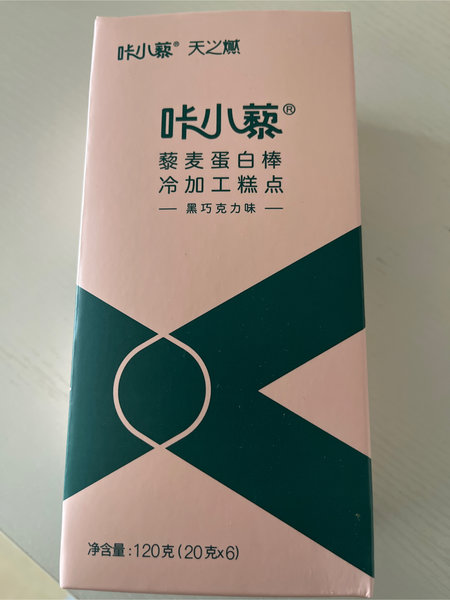 咔小藜® 天之燃
咔小藜®
藜麦蛋白棒
冷加工糕点
— 黑巧克力味 —
净含量: 120克 (20克x6)